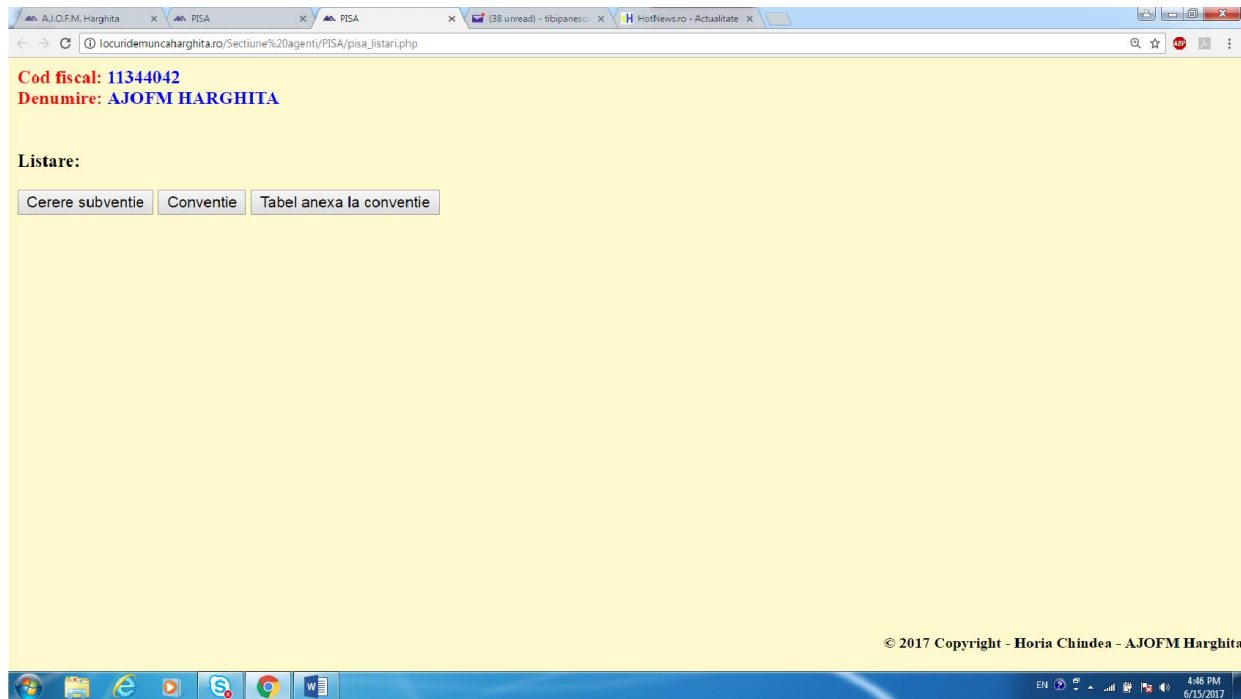 A.J.O.F.M. Harghita
PISA
PISA
(38 unread) - tibipanescu
HotNews.ro - Actualitate
locuridemuncaharghita.ro/Sectiune%20agenti/PISA/pisa_listari.php
ABP
Cod fiscal: 11344042
Denumire: AJOFM HARGHITA
Listare:
Cerere subventie Conventie Tabel anexa la conventie
© 2017 Copyright - Horia Chindea - AJOFM Harghita
EN
4:46 PM
6/15/2017